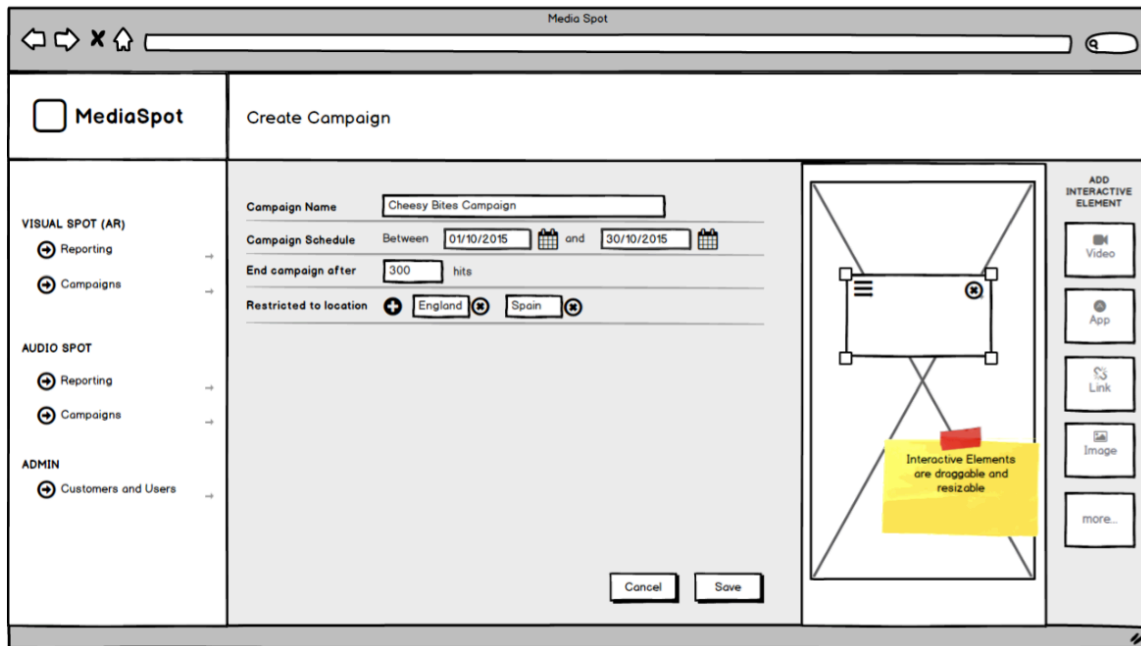 Media Spot
MediaSpot
Create Campaign
VISUAL SPOT (AR)
Reporting
Campaigns
AUDIO SPOT
Reporting
Campaigns
ADMIN
Customers and Users
Campaign Name Cheesy Bites Campaign
Campaign Schedule Between 01/10/2015 and 30/10/2015
End campaign after 300 hits
Restricted to location England Spain
Cancel Save
Interactive Elements
are draggable and
resizable
ADD
INTERACTIVE
ELEMENT
Video
App
Link
Image
more...